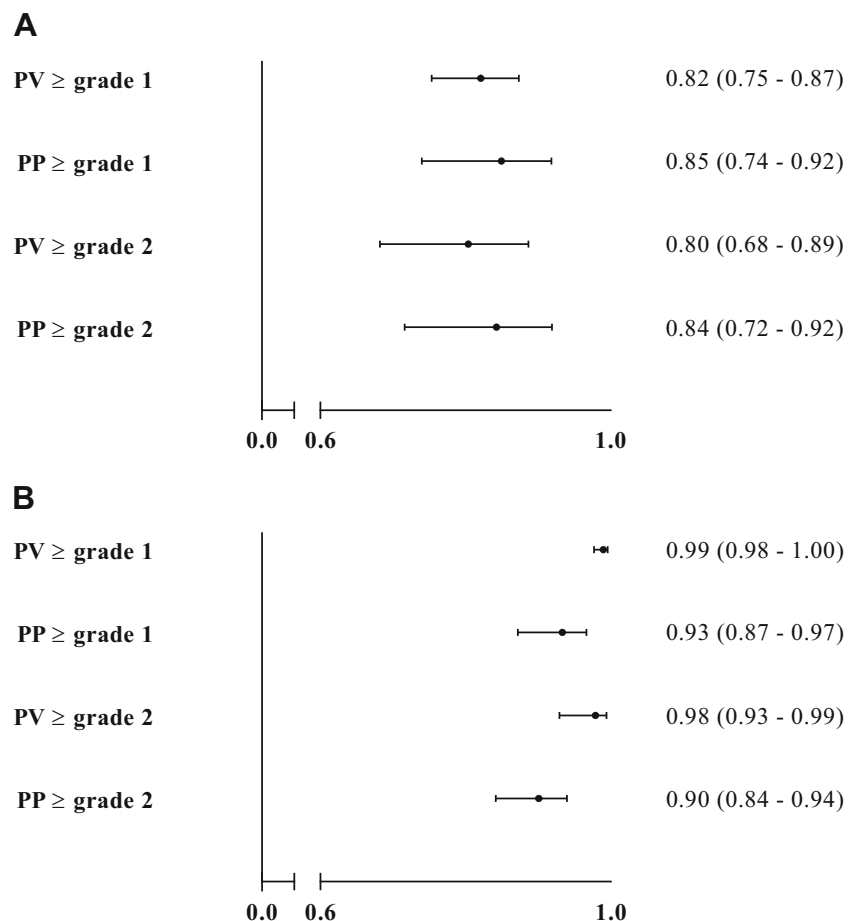 A
PV ≥ grade 1 0.82 (0.75 - 0.87)
PP ≥ grade 1 0.85 (0.74 - 0.92)
PV ≥ grade 2 0.80 (0.68 - 0.89)
PP ≥ grade 2 0.84 (0.72 - 0.92)
0.0 0.6 1.0
B
PV ≥ grade 1 0.99 (0.98 - 1.00)
PP ≥ grade 1 0.93 (0.87 - 0.97)
PV ≥ grade 2 0.98 (0.93 - 0.99)
PP ≥ grade 2 0.90 (0.84 - 0.94)
0.0 0.6 1.0